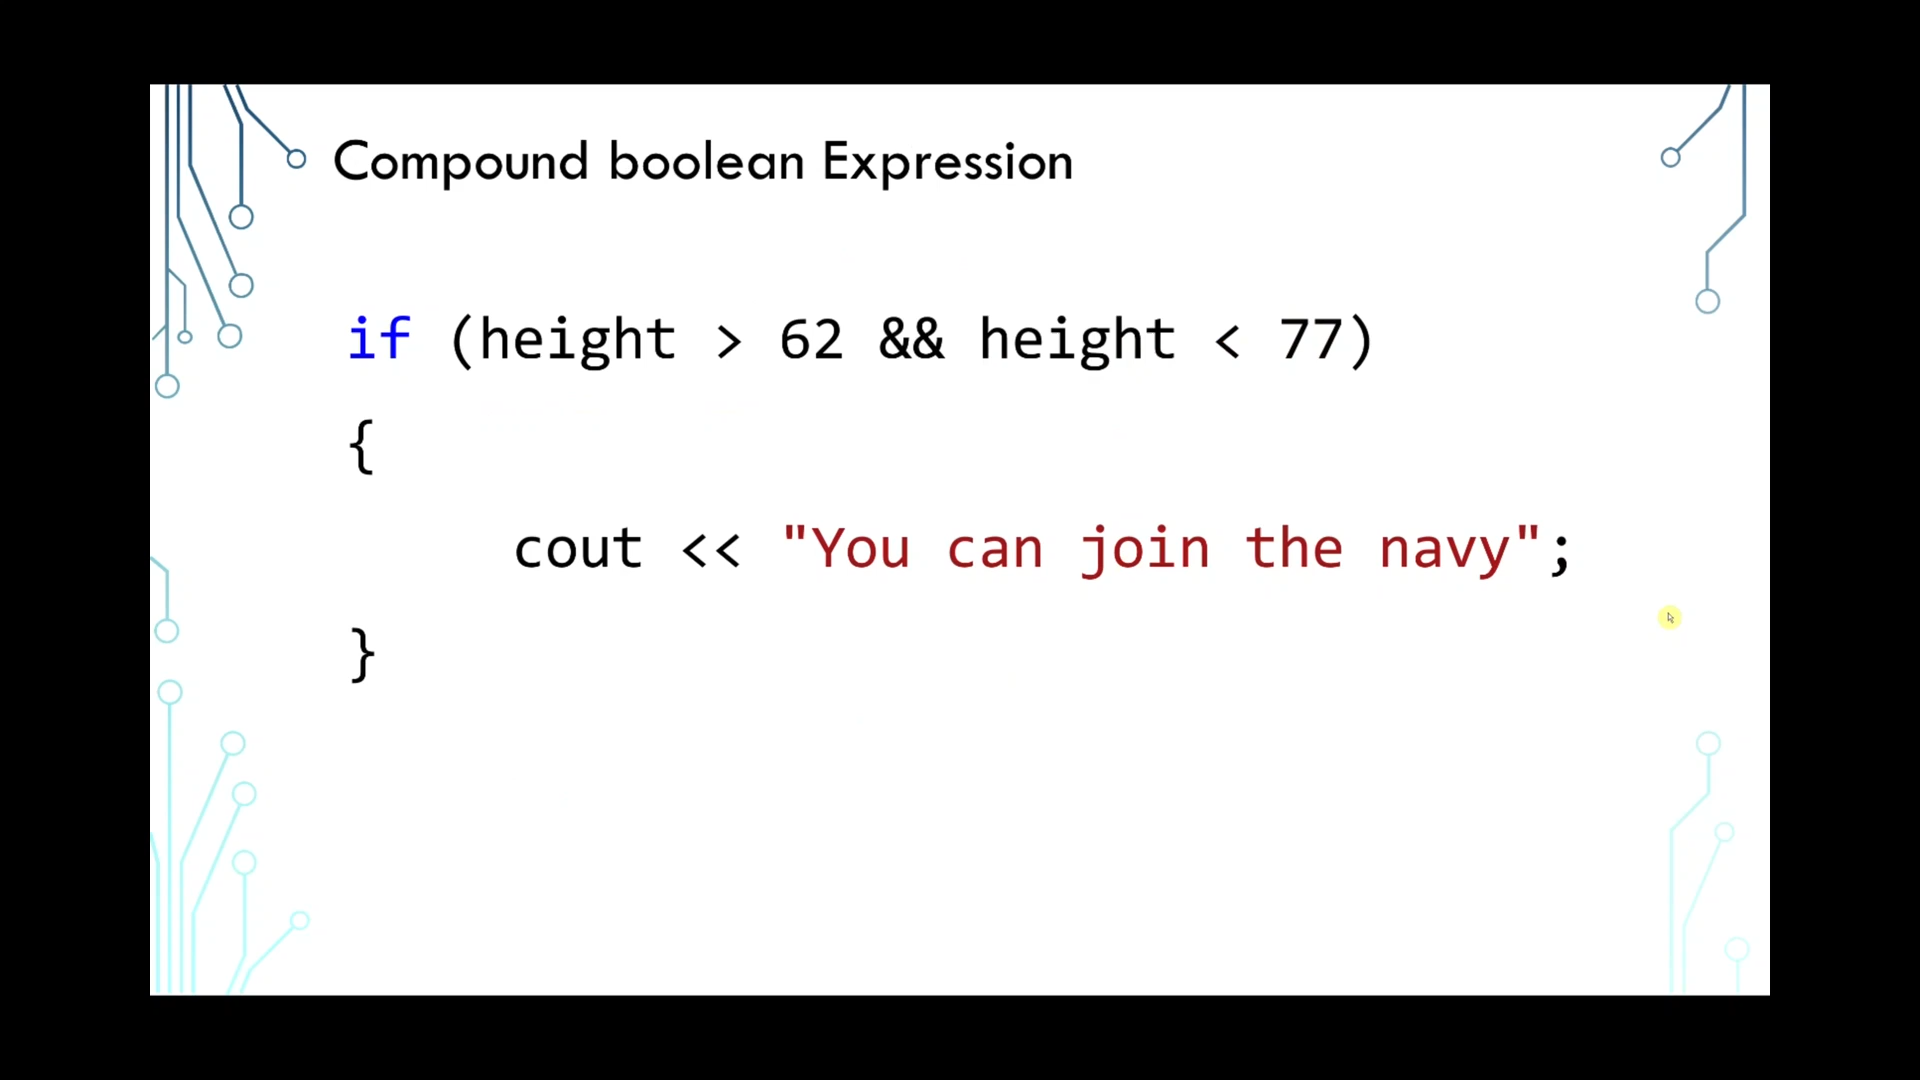 Compound boolean Expression
if (height > 62 && height < 77)
{
cout << "You can join the navy";
}